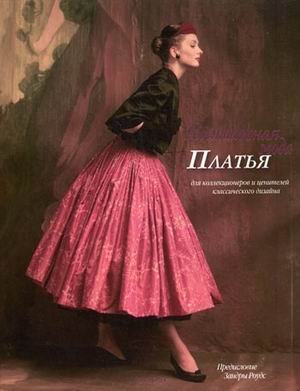 Винтажная
мода
ПЛАТЬЯ
для коллекционеров и ценителей
классического дизайна
Предисловие
Зандры Роудс